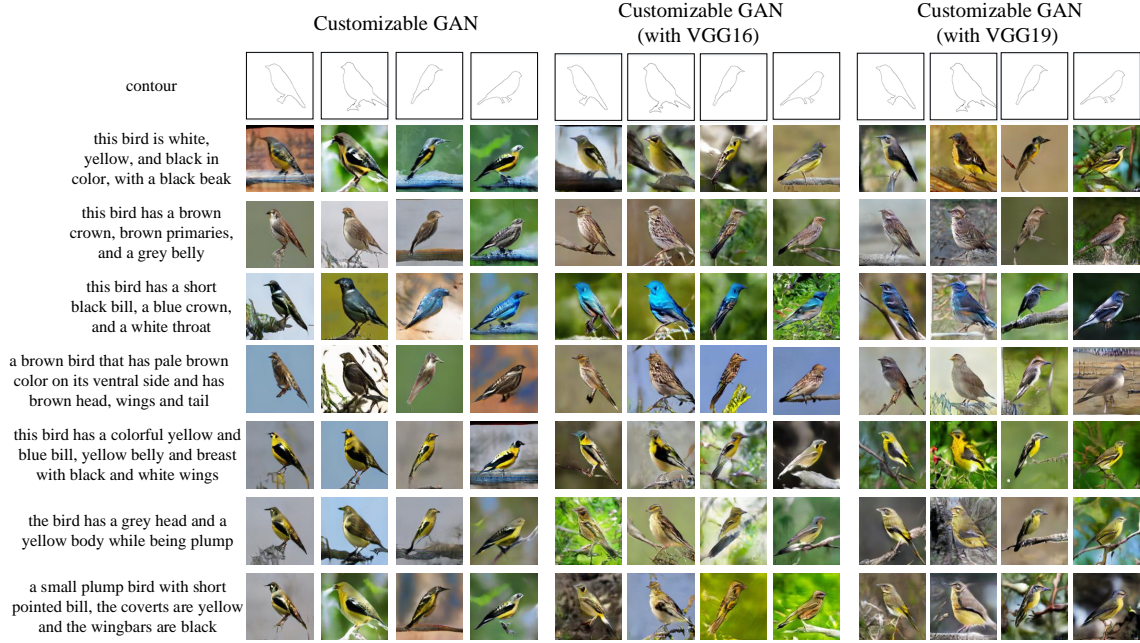 Customizable GAN
Customizable GAN
(with VGG16)
Customizable GAN
(with VGG19)
contour
this bird is white,
yellow, and black in
color, with a black beak
this bird has a brown
crown, brown primaries,
and a grey belly
this bird has a short
black bill, a blue crown,
and a white throat
a brown bird that has pale brown
color on its ventral side and has
brown head, wings and tail
this bird has a colorful yellow and
blue bill, yellow belly and breast
with black and white wings
the bird has a grey head and a
yellow body while being plump
a small plump bird with short
pointed bill, the coverts are yellow
and the wingbars are black